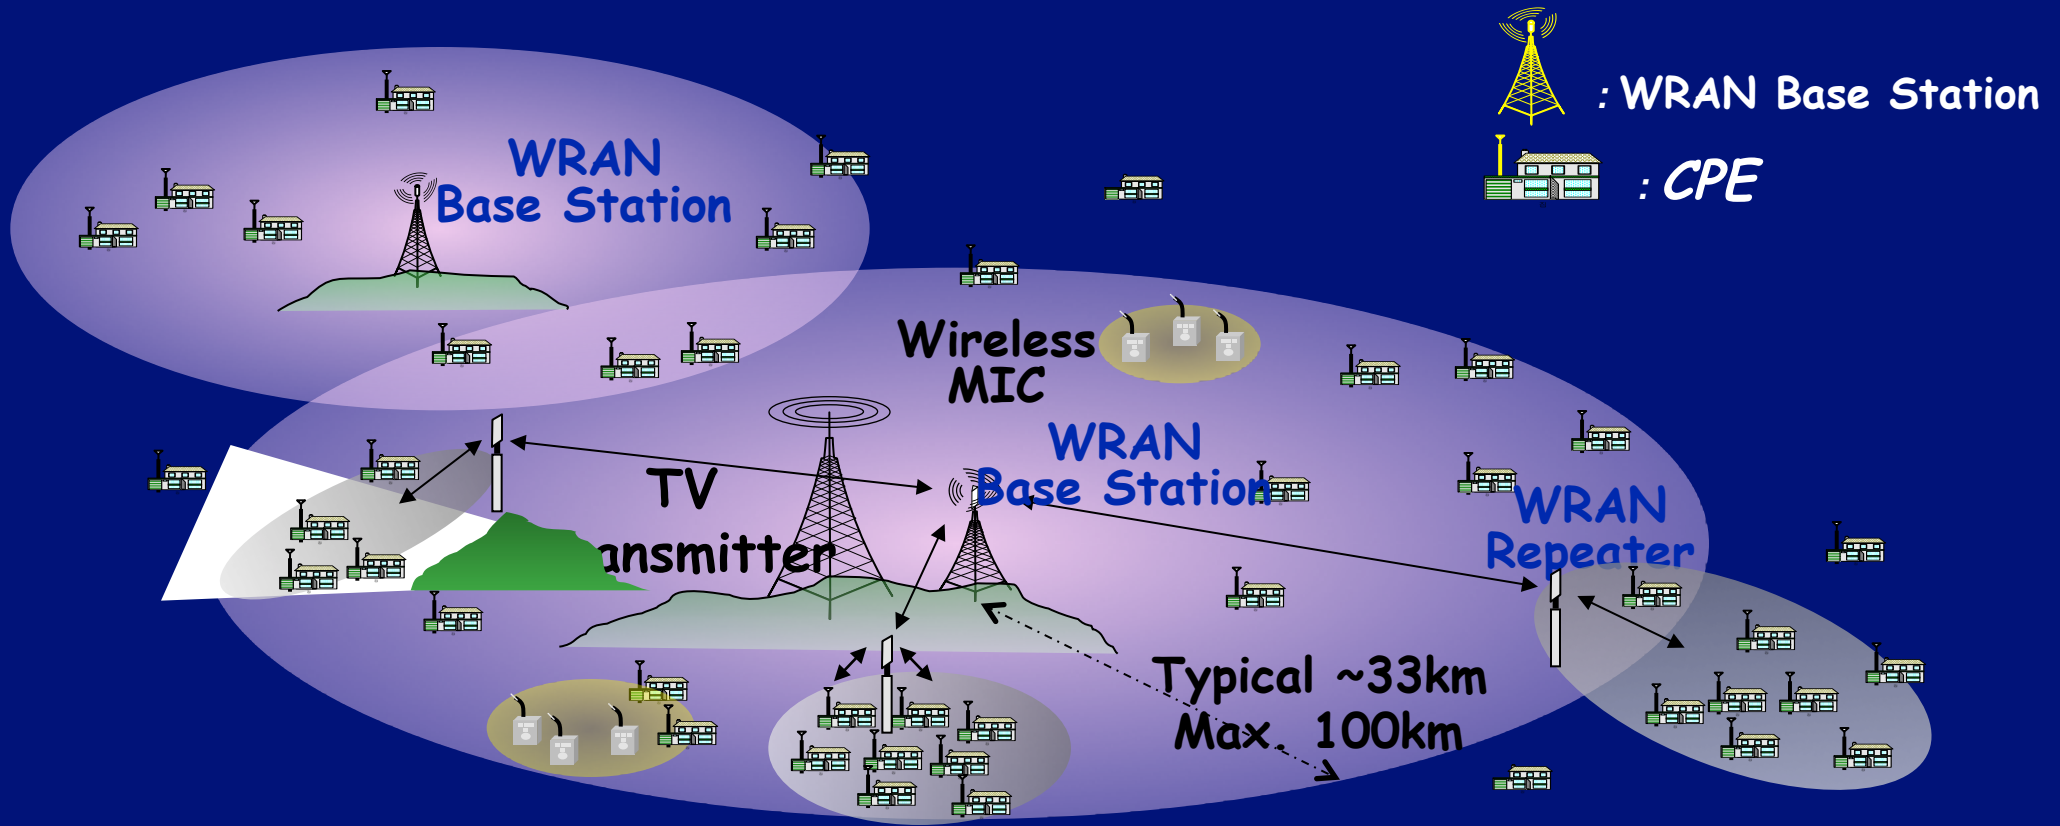 : WRAN Base Station
: CPE
WRAN
Base Station
Wireless
MIC
WRAN
Base Station
TV
ansmitter
WRAN
Repeater
Typical ~33km
Max. 100km